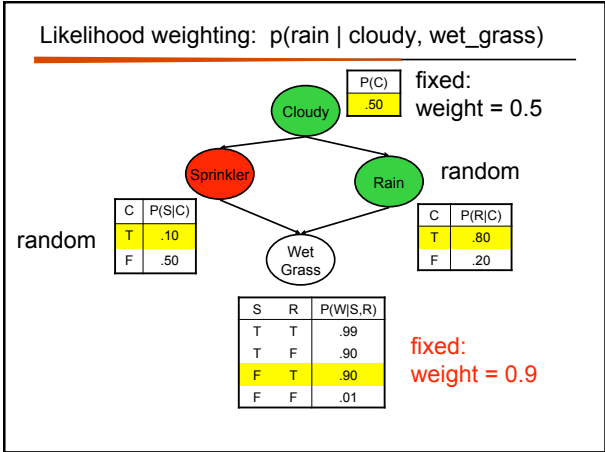 Likelihood weighting: p(rain | cloudy, wet_grass)
P(C)
.50
fixed:
weight = 0.5
Cloudy
Sprinkler
Rain
random
random
C P(S|C)
T .10
F .50
C P(R|C)
T .80
F .20
Wet
Grass
S R P(W|S,R)
T T .99
T F .90
F T .90
F F .01
fixed:
weight = 0.9